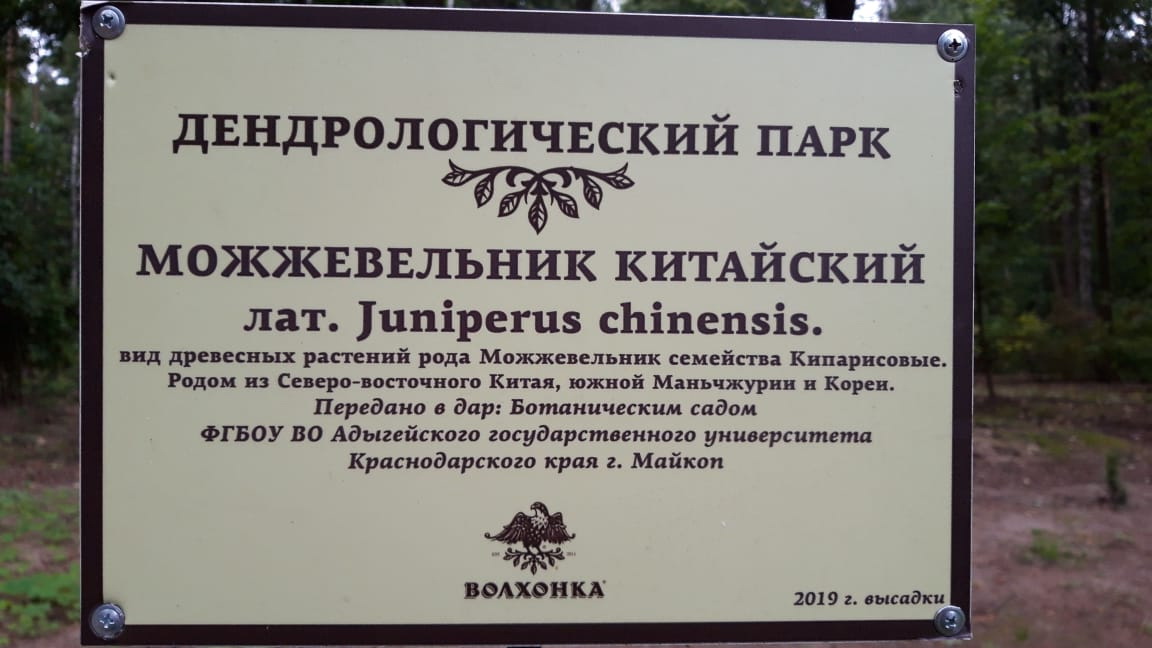 ДЕНДРОЛОГИЧЕСКИЙ ПАРК
МОЖЖЕВЕЛЬНИК КИТАЙСКИЙ
лат. Juniperus chinensis.
вид древесных растений рода Можжевельник семейства Кипарисовые.
Родом из Северо-восточного Китая, южной Маньчжурии и Кореи.
Передано в дар: Ботаническим садом
ФГБОУ ВО Адыгейского государственного университета
Краснодарского края г. Майкоп
ВОЛХОНКА
2019 г. высадки